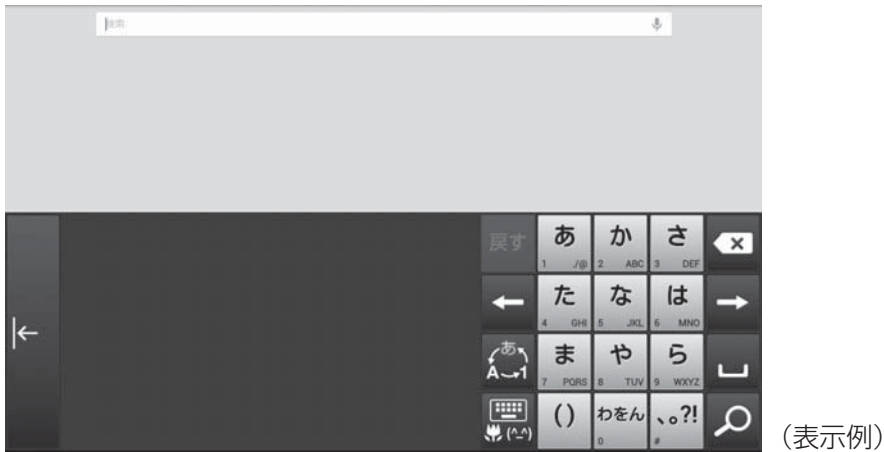 検索
戻す あ か さ
1 ./@ 2 ABC 3 DEF
た な は
4 GHI 5 JKL 6 MNO
あ A 1 ま や ら
7 PQRS 8 TUV 9 WXYZ
(^_^) () わをん 、。?!
0 #
（表示例）